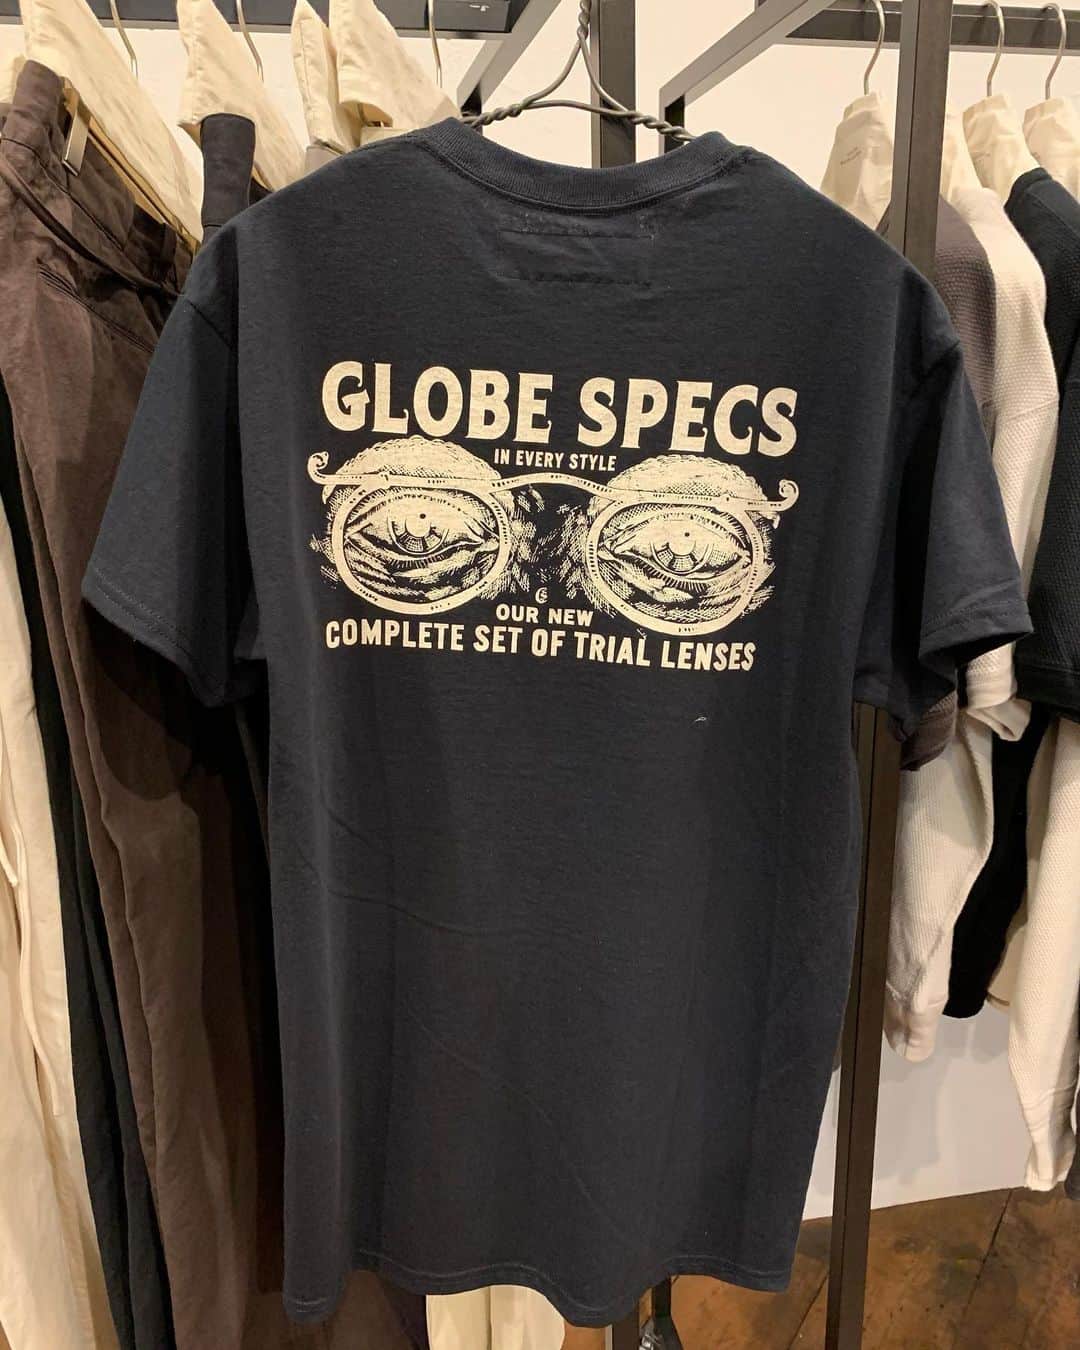 GLOBE SPECS
IN EVERY STYLE
OUR NEW
COMPLETE SET OF TRIAL LENSES